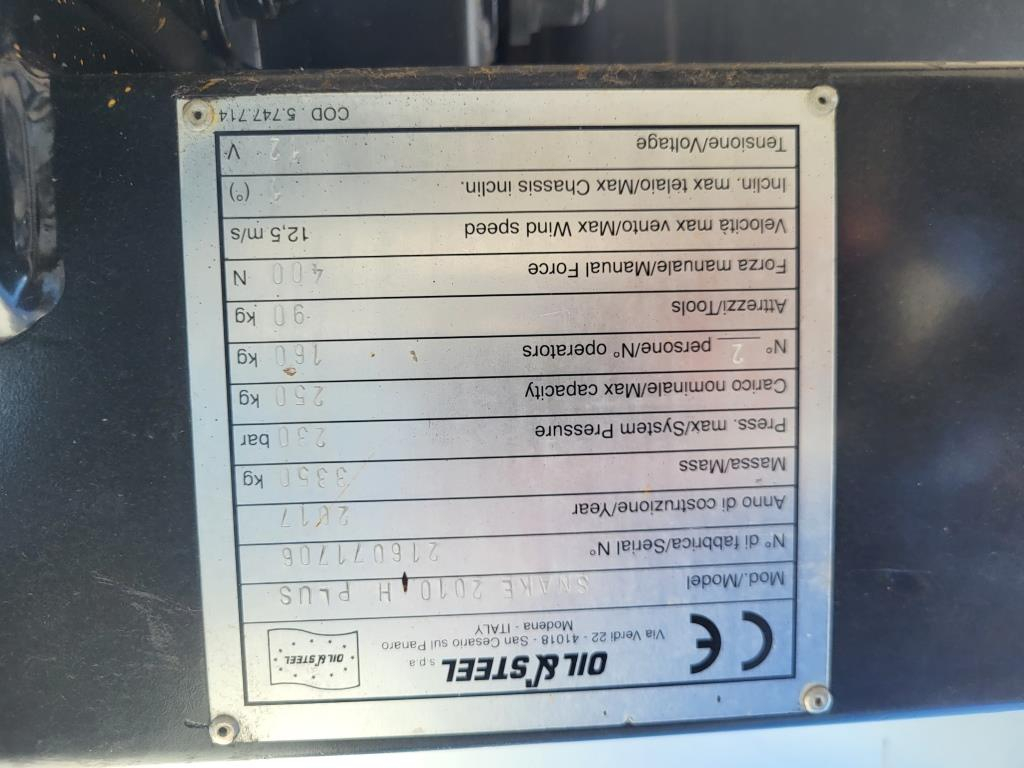 CE OIL & STEEL s.p.a.
Via Verdi 22 - 41018 - San Cesario sul Panaro
Modena - ITALY
OIL & STEEL
Mod./Model SNAKE 2010 H PLUS
N° di fabbrica/Serial N° 216071706
Anno di costruzione/Year 2017
Massa/Mass 3350 kg
Press. max/System Pressure 230 bar
Carico nominale/Max capacity 250 kg
N° 2 persone/N° operators 160 kg
Attrezzi/Tools 90 kg
Forza manuale/Manual Force 400 N
Velocità max vento/Max Wind speed 12,5 m/s
Inclin. max telaio/Max Chassis inclin. (°)
Tensione/Voltage 12 V
COD . 5.747.714